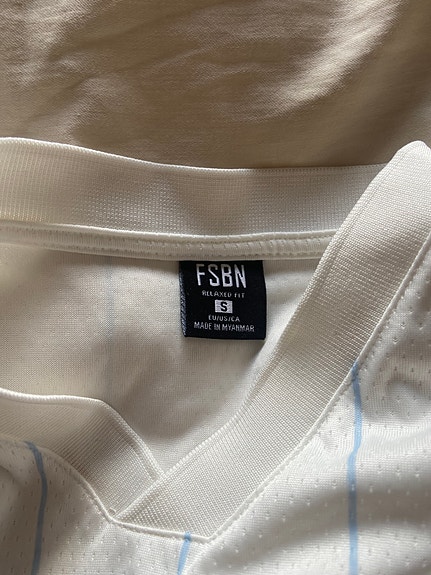 FSBN
RELAXED FIT
S
EU/US/CA
MADE IN MYANMAR